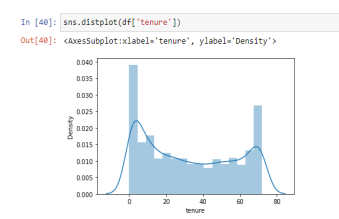 In [40]: sns.distplot(df['tenure'])
Out[40]: <AxesSubplot:xlabel='tenure', ylabel='Density'>
0.040
0.035
0.030
0.025
0.020
0.015
0.010
0.005
0.000
Density
0 20 40 60 80
tenure